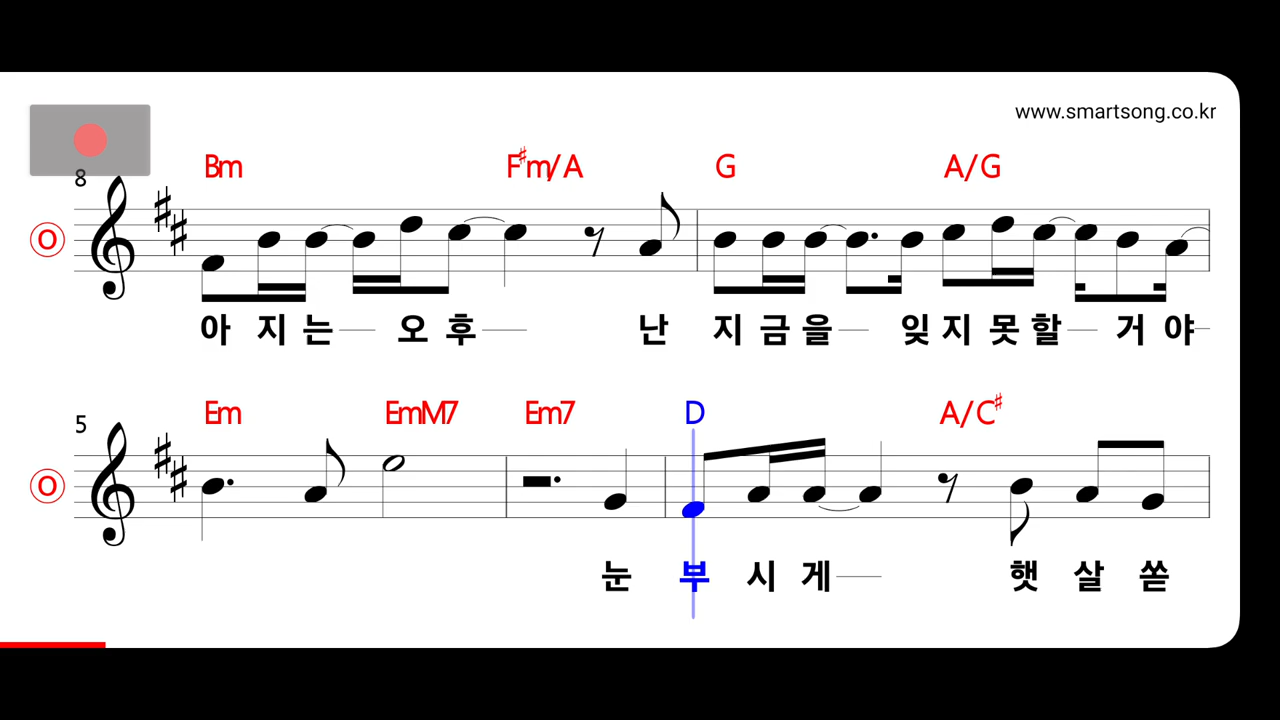 www.smartsong.co.kr
Bm F♯m/A G A/G
8
O
아 지 는 오 후 난 지 금 을 잊 지 못 할 거 야
Em EmM7 Em7 D A/C♯
5
O
눈 부 시 게 햇 살 쏟